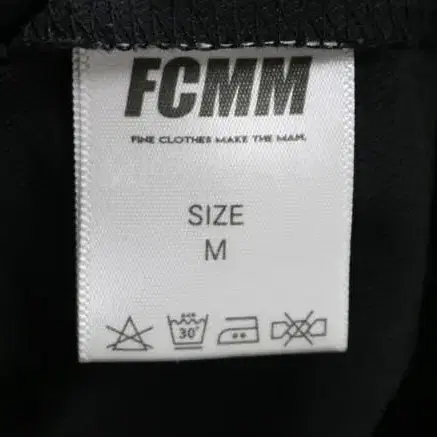 FCMM
FINE CLOTHES MAKE THE MAN.
SIZE
M
30°